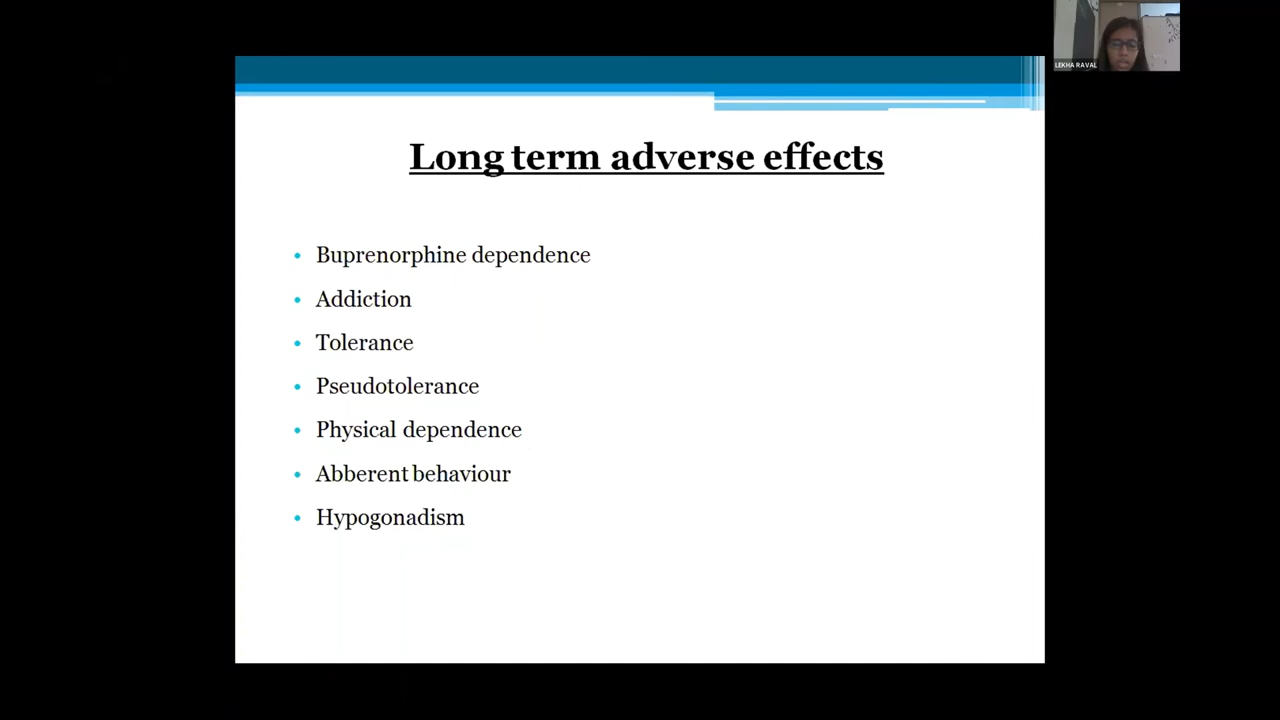 LEKHA RAVAL
Long term adverse effects
Buprenorphine dependence
Addiction
Tolerance
Pseudotolerance
Physical dependence
Abberent behaviour
Hypogonadism